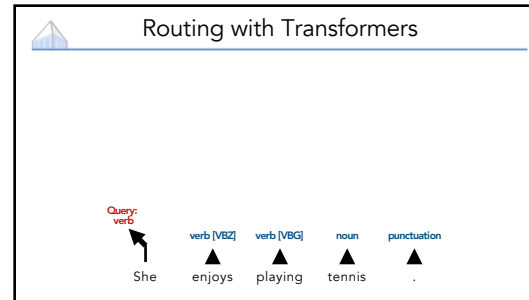 Routing with Transformers
Query:
verb
verb [VBZ] verb [VBG] noun punctuation
She enjoys playing tennis .